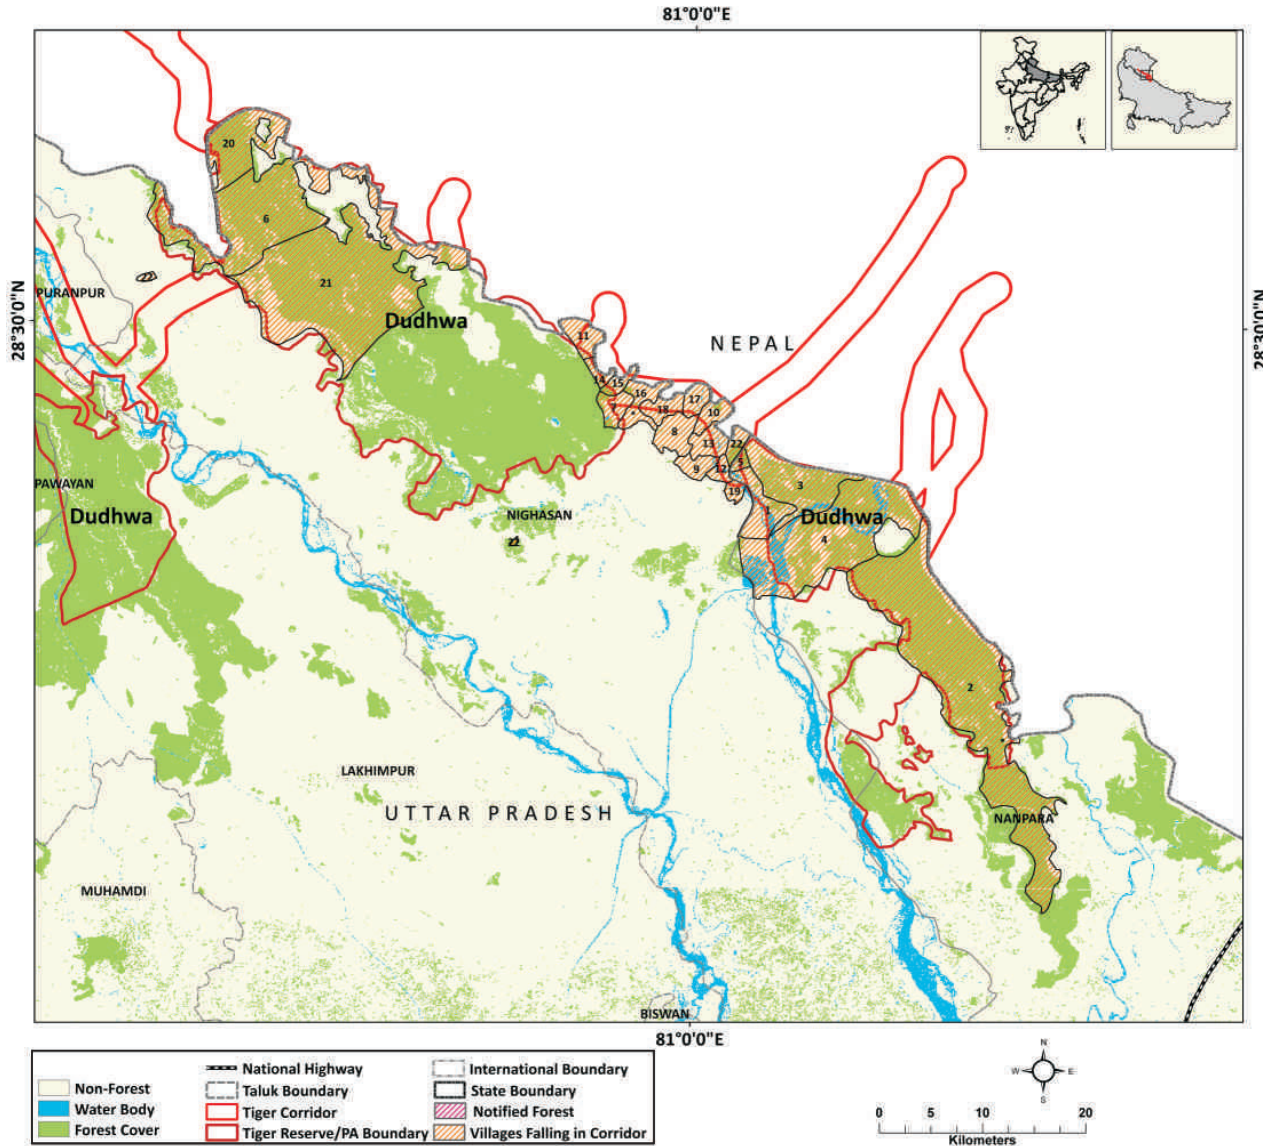 81°0'0"E
20
6
21
Dudhwa
22
PURANPUR
28°30'0"N
28°30'0"N
NEPAL
11
14
15
16
17
18
10
7
8
13
22
5
9
12
19
3
1
Dudhwa
4
PAWAYAN
Dudhwa
NIGHASAN
22
2
LAKHIMPUR
UTTAR PRADESH
NANPARA
MUHAMDI
BISWAN
81°0'0"E
Non-Forest
Water Body
Forest Cover
National Highway
Taluk Boundary
Tiger Corridor
Tiger Reserve/PA Boundary
International Boundary
State Boundary
Notified Forest
Villages Falling in Corridor
N
W
E
S
0 5 10 20
Kilometers